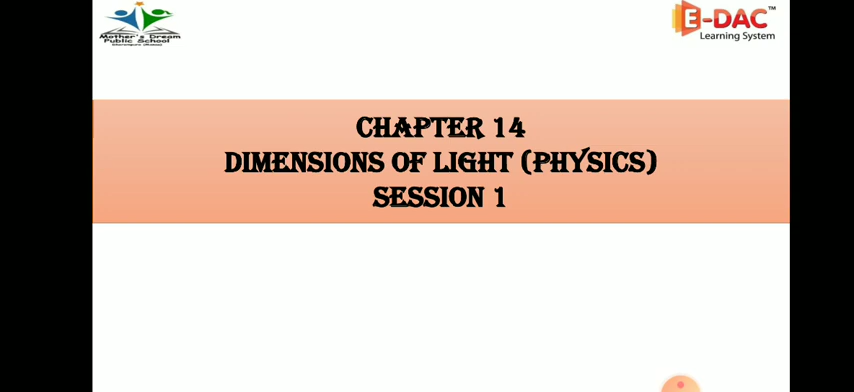 Mother's Dream
Public School
E-DAC™
Learning System
CHAPTER 14
DIMENSIONS OF LIGHT (PHYSICS)
SESSION 1